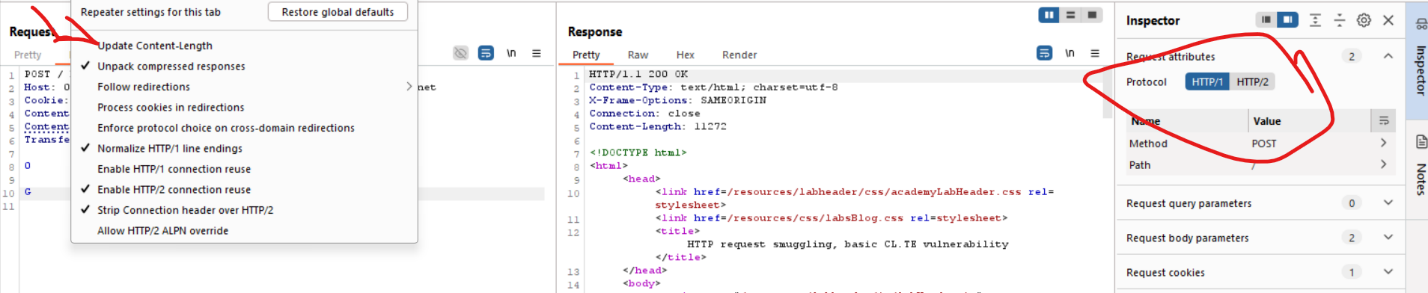 Repeater settings for this tab
Restore global defaults
Update Content-Length
Unpack compressed responses
Follow redirections
Process cookies in redirections
Enforce protocol choice on cross-domain redirections
Normalize HTTP/1 line endings
Enable HTTP/1 connection reuse
Enable HTTP/2 connection reuse
Strip Connection header over HTTP/2
Allow HTTP/2 ALPN override
Request
Pretty
\n
1 POST /
2 Host: 0
net
3 Cookie:
4 Content
5 Content
6 Transfe
7
8 0
9
10 G
11
Response
Pretty Raw Hex Render
\n
1 HTTP/1.1 200 OK
2 Content-Type: text/html; charset=utf-8
3 X-Frame-Options: SAMEORIGIN
4 Connection: close
5 Content-Length: 11272
6
7 <!DOCTYPE html>
8 <html>
9 <head>
10 <link href=/resources/labheader/css/academyLabHeader.css rel=
stylesheet>
11 <link href=/resources/css/labsBlog.css rel=stylesheet>
12 <title>
HTTP request smuggling, basic CL.TE vulnerability
</title>
13 </head>
14 <body>
Inspector
Request attributes 2
Protocol HTTP/1 HTTP/2
Name Value
Method POST
Path /
Request query parameters 0
Request body parameters 2
Request cookies 1
Inspector
Notes